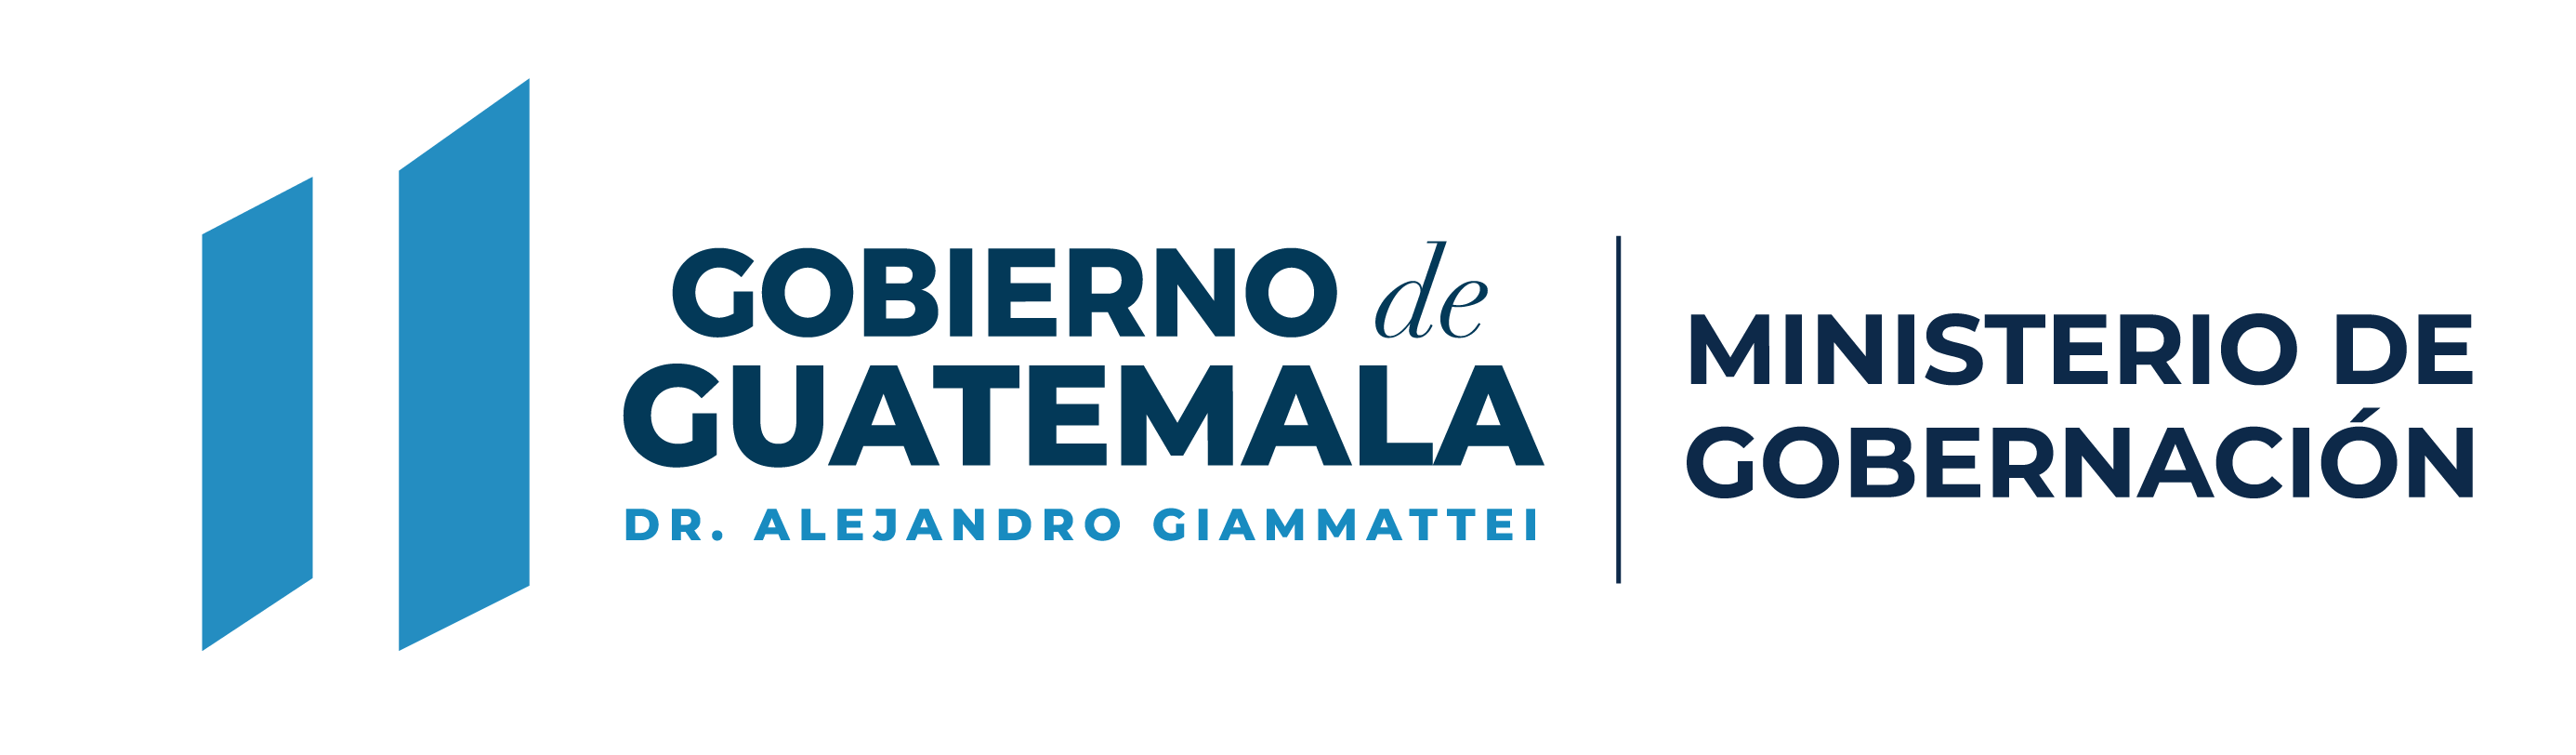 GOBIERNO de
GUATEMALA
DR. ALEJANDRO GIAMMATTEI
MINISTERIO DE
GOBERNACIÓN